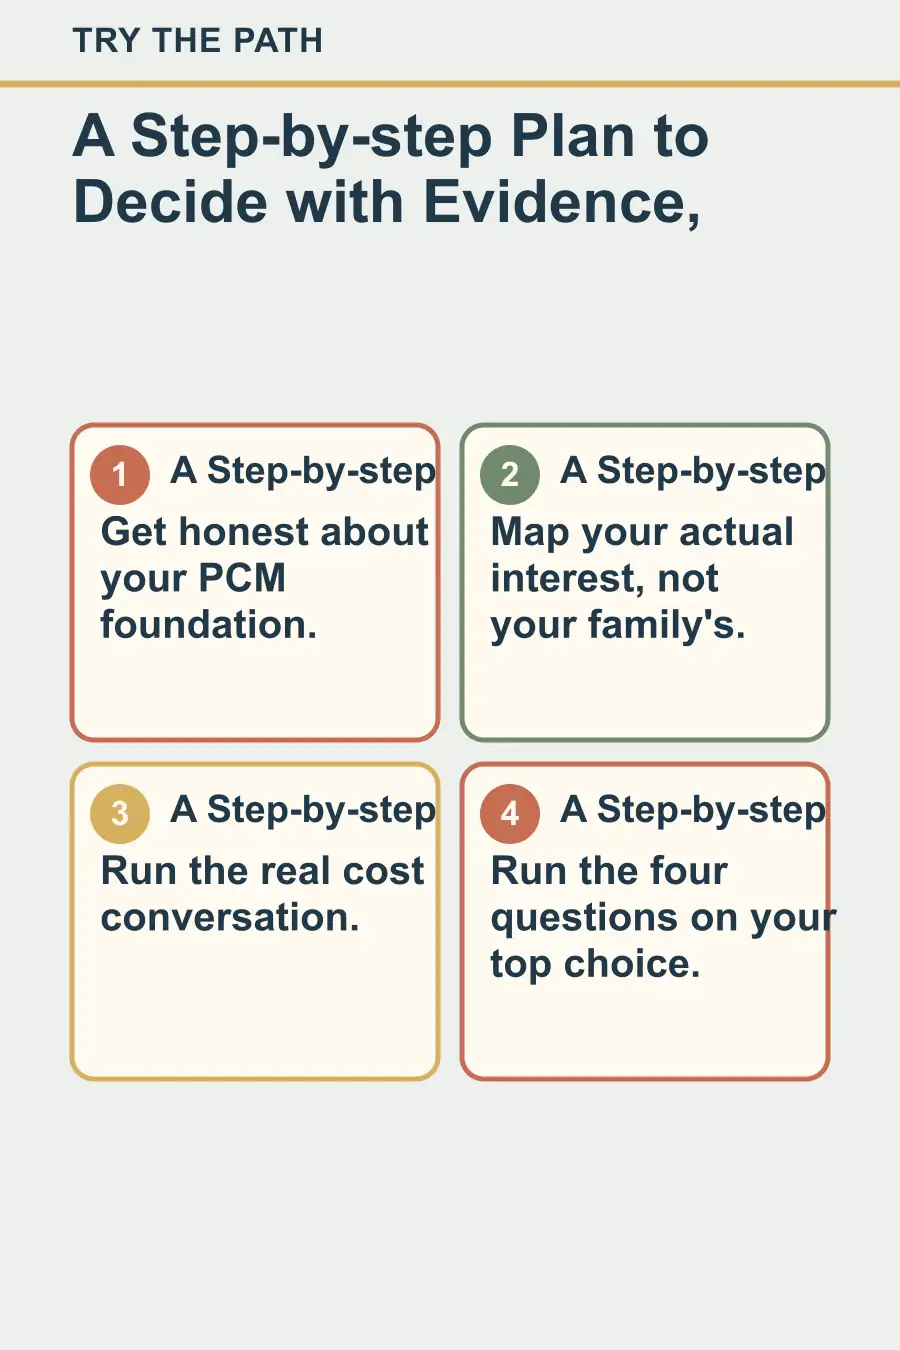 TRY THE PATH
A Step-by-step Plan to
Decide with Evidence,
1
A Step-by-step
Get honest about
your PCM
foundation.
2
A Step-by-step
Map your actual
interest, not
your family's.
3
A Step-by-step
Run the real cost
conversation.
4
A Step-by-step
Run the four
questions on your
top choice.